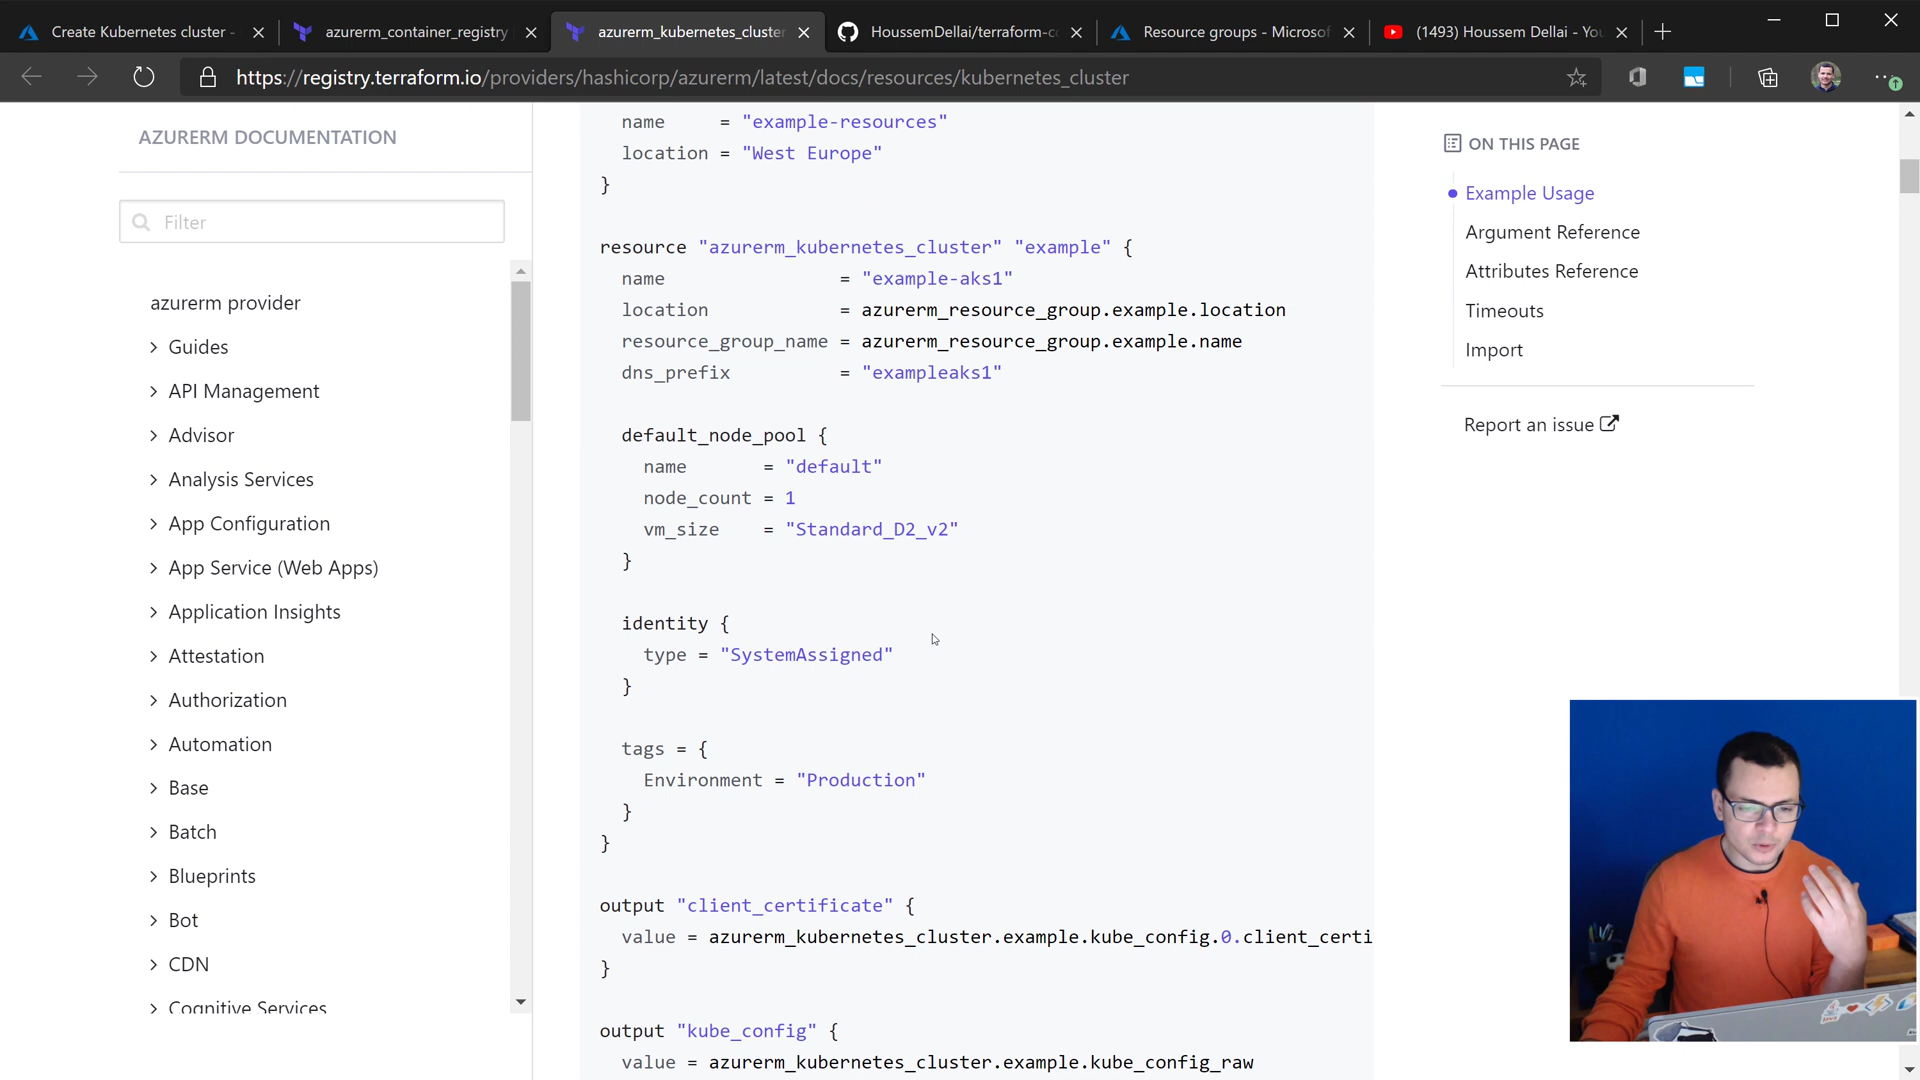 Create Kubernetes cluster -
azurerm_container_registry
azurerm_kubernetes_cluster
HoussemDellai/terraform-cc
Resource groups - Microsof
(1493) Houssem Dellai - You
https://registry.terraform.io/providers/hashicorp/azurerm/latest/docs/resources/kubernetes_cluster
AZURERM DOCUMENTATION
Filter
azurerm provider
Guides
API Management
Advisor
Analysis Services
App Configuration
App Service (Web Apps)
Application Insights
Attestation
Authorization
Automation
Base
Batch
Blueprints
Bot
CDN
Cognitive Services
name     = "example-resources"
location = "West Europe"
}
resource "azurerm_kubernetes_cluster" "example" {
name                = "example-aks1"
location            = azurerm_resource_group.example.location
resource_group_name = azurerm_resource_group.example.name
dns_prefix          = "exampleaks1"
default_node_pool {
name       = "default"
node_count = 1
vm_size    = "Standard_D2_v2"
}
identity {
type = "SystemAssigned"
}
tags = {
Environment = "Production"
}
}
output "client_certificate" {
value = azurerm_kubernetes_cluster.example.kube_config.0.client_certi
}
output "kube_config" {
value = azurerm_kubernetes_cluster.example.kube_config_raw
ON THIS PAGE
Example Usage
Argument Reference
Attributes Reference
Timeouts
Import
Report an issue